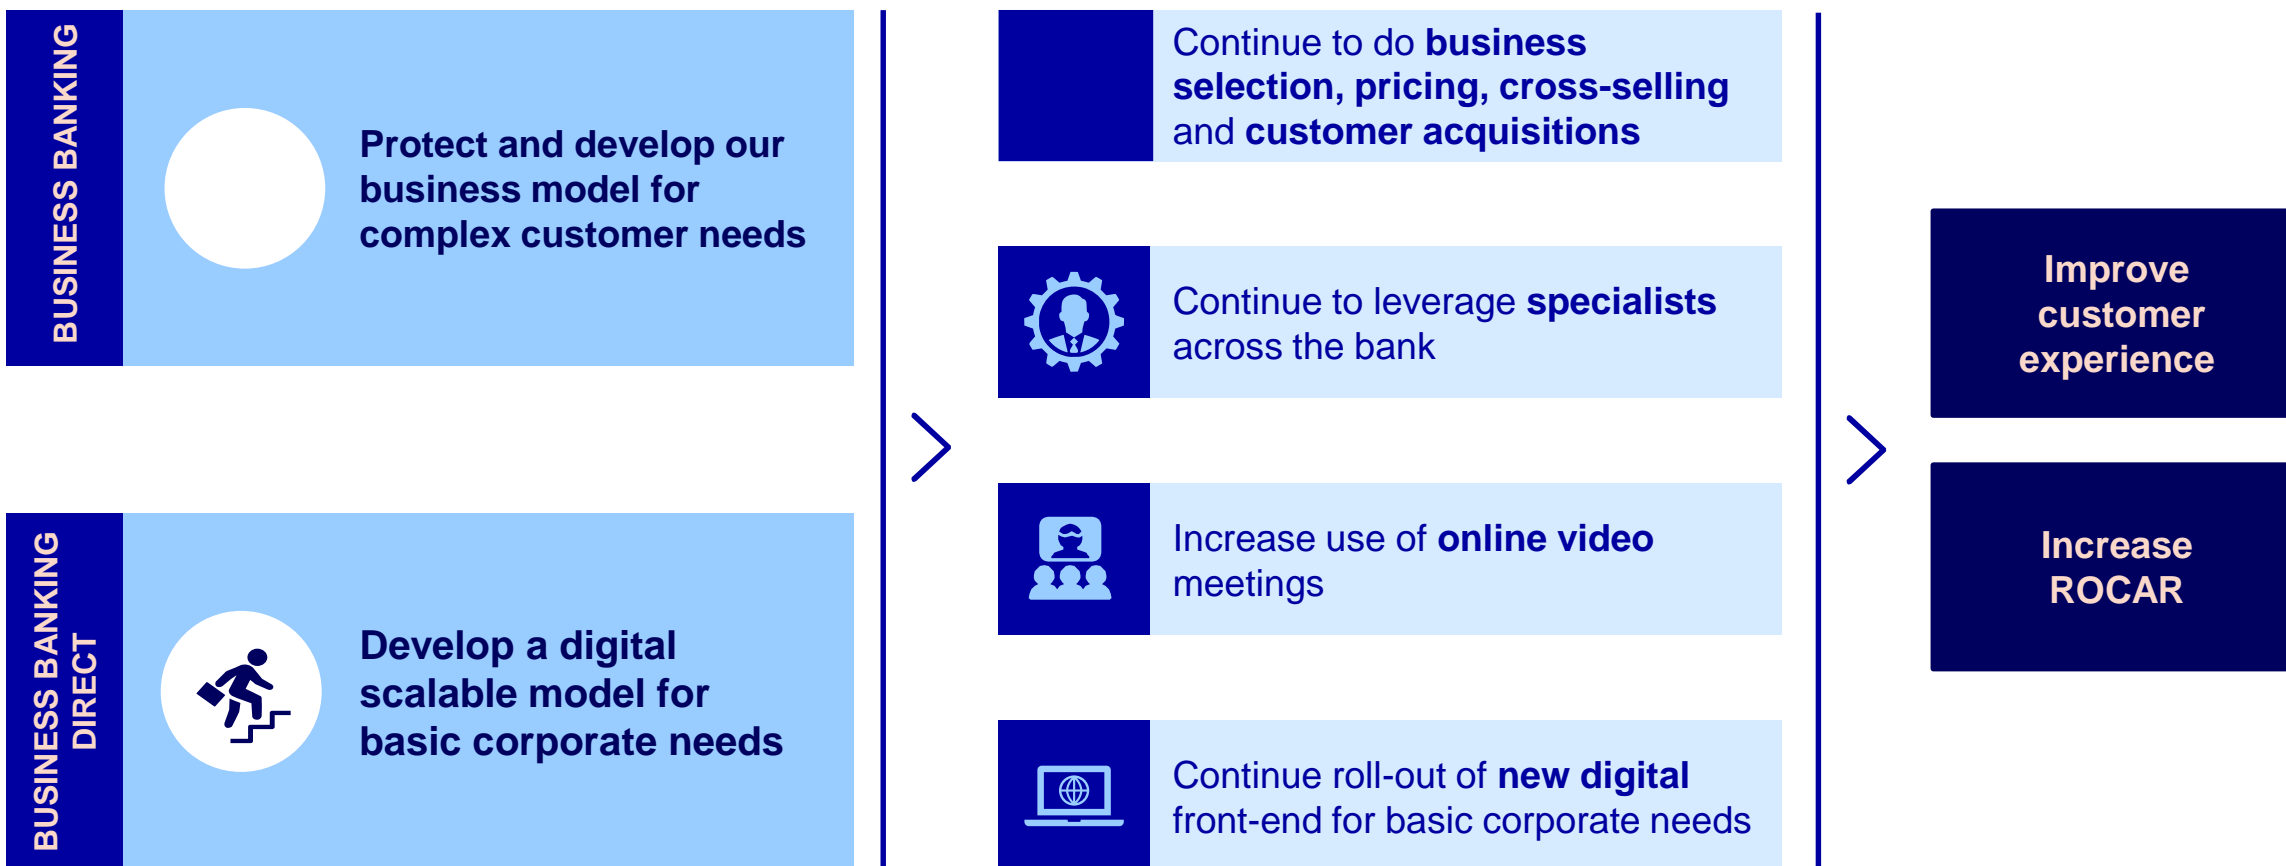 BUSINESS BANKING
Protect and develop our
business model for
complex customer needs
BUSINESS BANKING
DIRECT
Develop a digital
scalable model for
basic corporate needs
Continue to do business
selection, pricing, cross-selling
and customer acquisitions
Continue to leverage specialists
across the bank
Increase use of online video
meetings
Continue roll-out of new digital
front-end for basic corporate needs
Improve
customer
experience
Increase
ROCAR